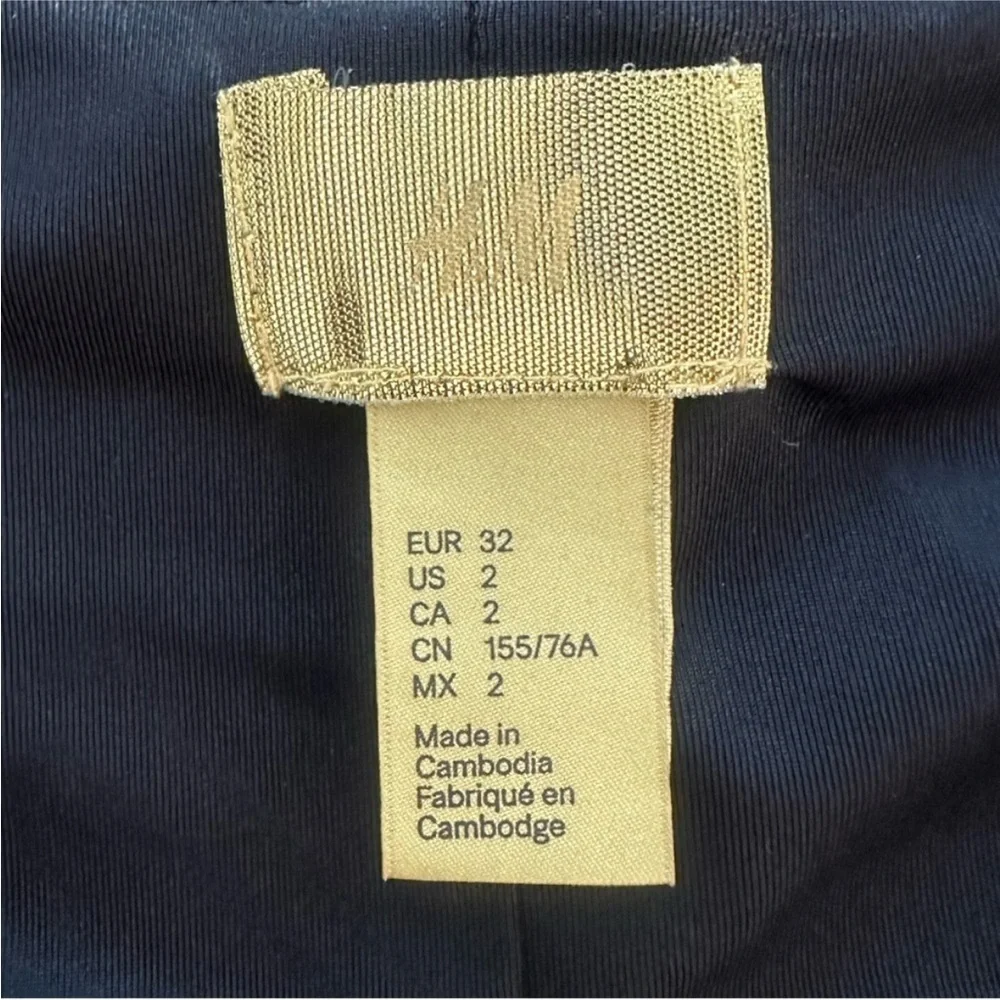 H&M
EUR 32
US 2
CA 2
CN 155/76A
MX 2
Made in
Cambodia
Fabriqué en
Cambodge